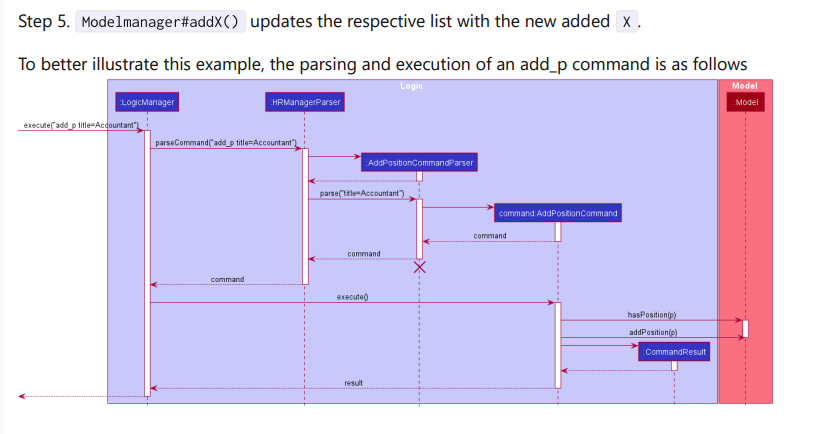 Step 5. Modelmanager#addX() updates the respective list with the new added X.
To better illustrate this example, the parsing and execution of an add_p command is as follows
Logic
Model
:LogicManager
:HRManagerParser
:Model
execute("add_p title=Accountant")
parseCommand("add_p title=Accountant")
:AddPositionCommandParser
parse("title=Accountant")
command:AddPositionCommand
command
command
command
execute()
hasPosition(p)
addPosition(p)
:CommandResult
result